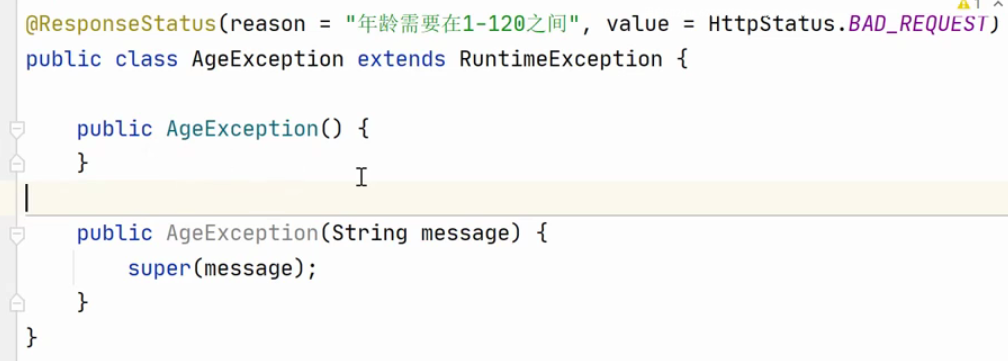 1
@ResponseStatus(reason = "年龄需要在1-120之间", value = HttpStatus.BAD_REQUEST)
public class AgeException extends RuntimeException {
public AgeException() {
}
public AgeException(String message) {
super(message);
}
}